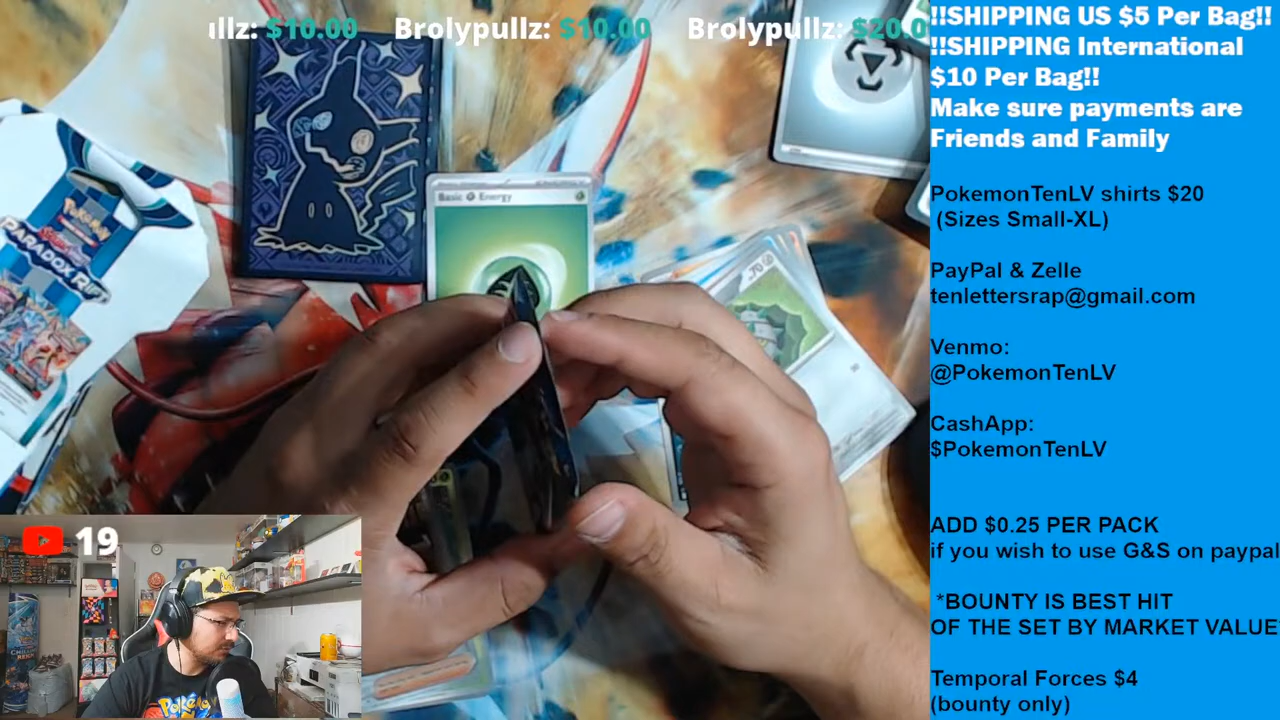 ıllz: $10.00 Brolypullz: $10.00 Brolypullz: $20.0
!!SHIPPING US $5 Per Bag!!
!!SHIPPING International
$10 Per Bag!!
Make sure payments are
Friends and Family
PokemonTenLV shirts $20
(Sizes Small-XL)
PayPal & Zelle
tenlettersrap@gmail.com
Venmo:
@PokemonTenLV
CashApp:
$PokemonTenLV
ADD $0.25 PER PACK
if you wish to use G&S on paypal
*BOUNTY IS BEST HIT
OF THE SET BY MARKET VALUE
Temporal Forces $4
(bounty only)
Basic Energy
Pokémon
PARADOX RIFT
70
19